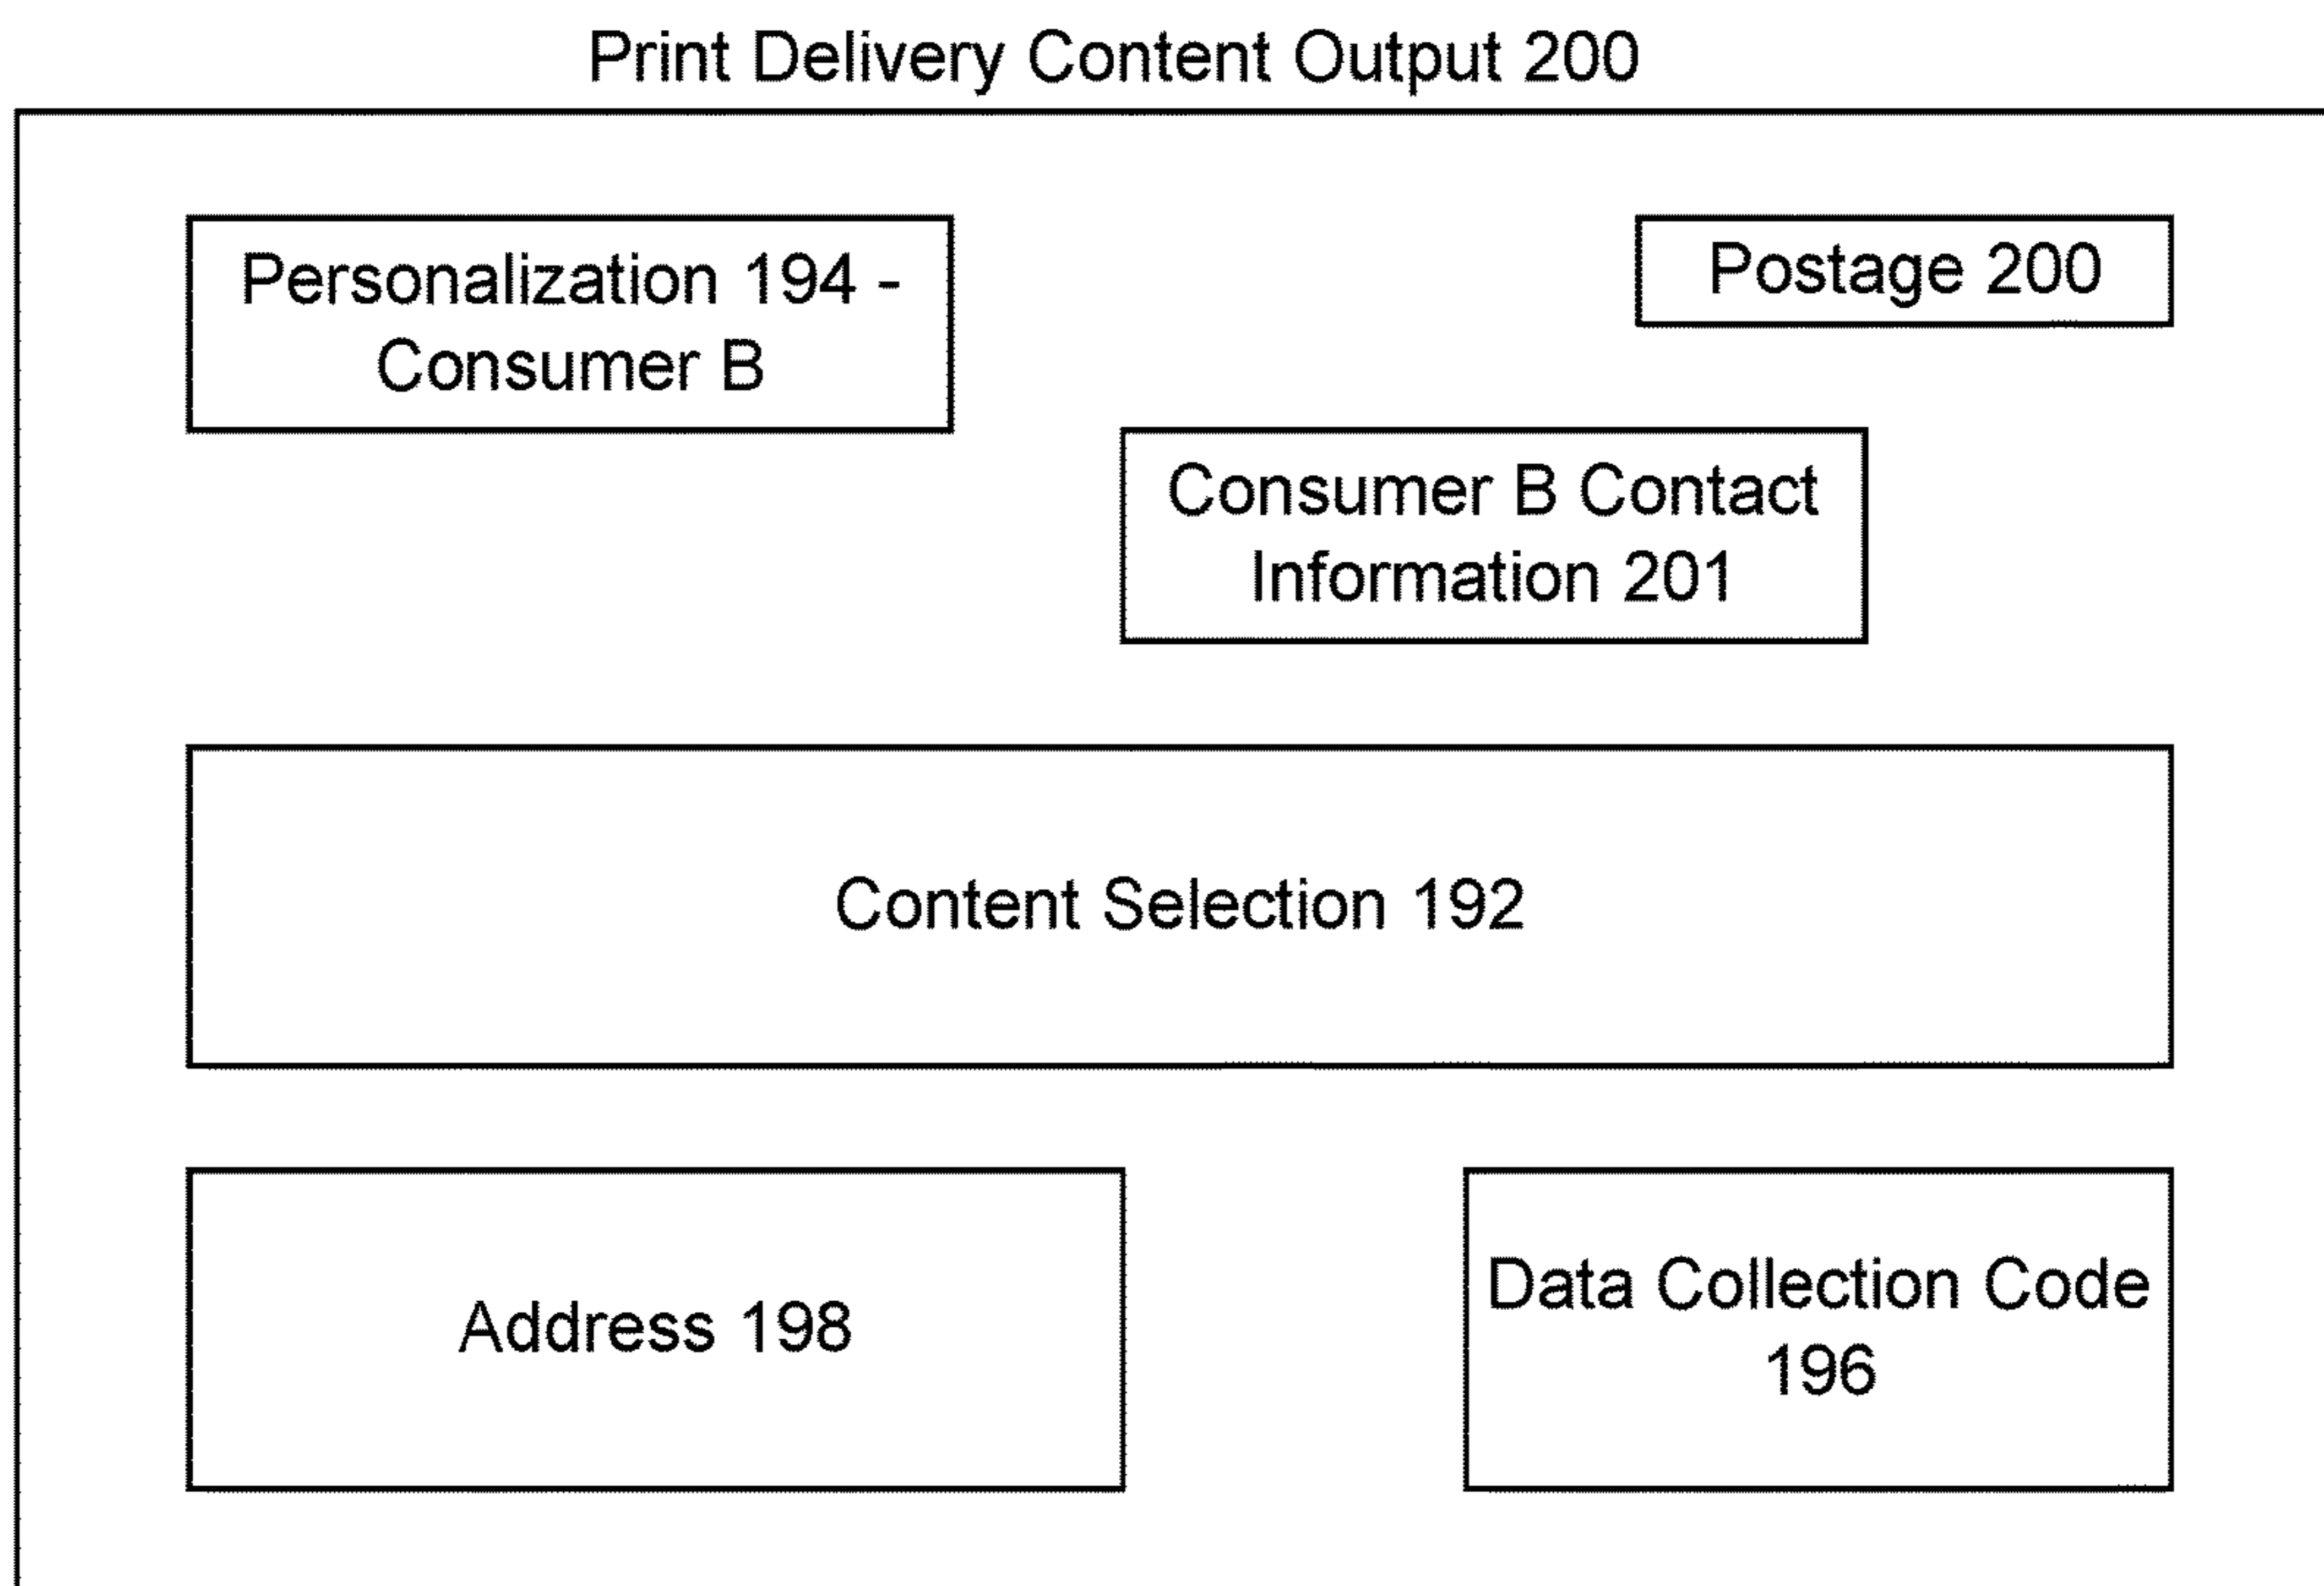 Print Delivery Content Output 200
Personalization 194 -
Consumer B
Postage 200
Consumer B Contact
Information 201
Content Selection 192
Address 198
Data Collection Code
196